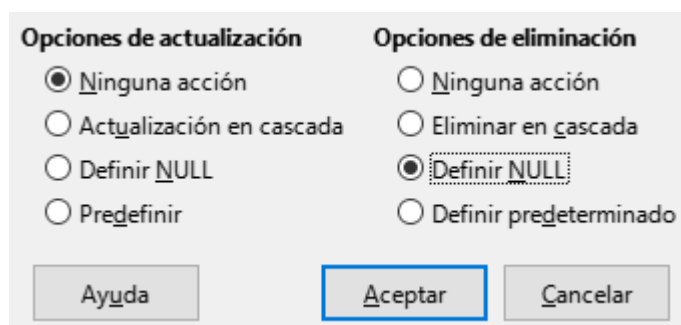 Opciones de actualización
Ninguna acción
Actualización en cascada
Definir NULL
Predefinir
Opciones de eliminación
Ninguna acción
Eliminar en cascada
Definir NULL
Definir predeterminado
Ayuda
Aceptar
Cancelar